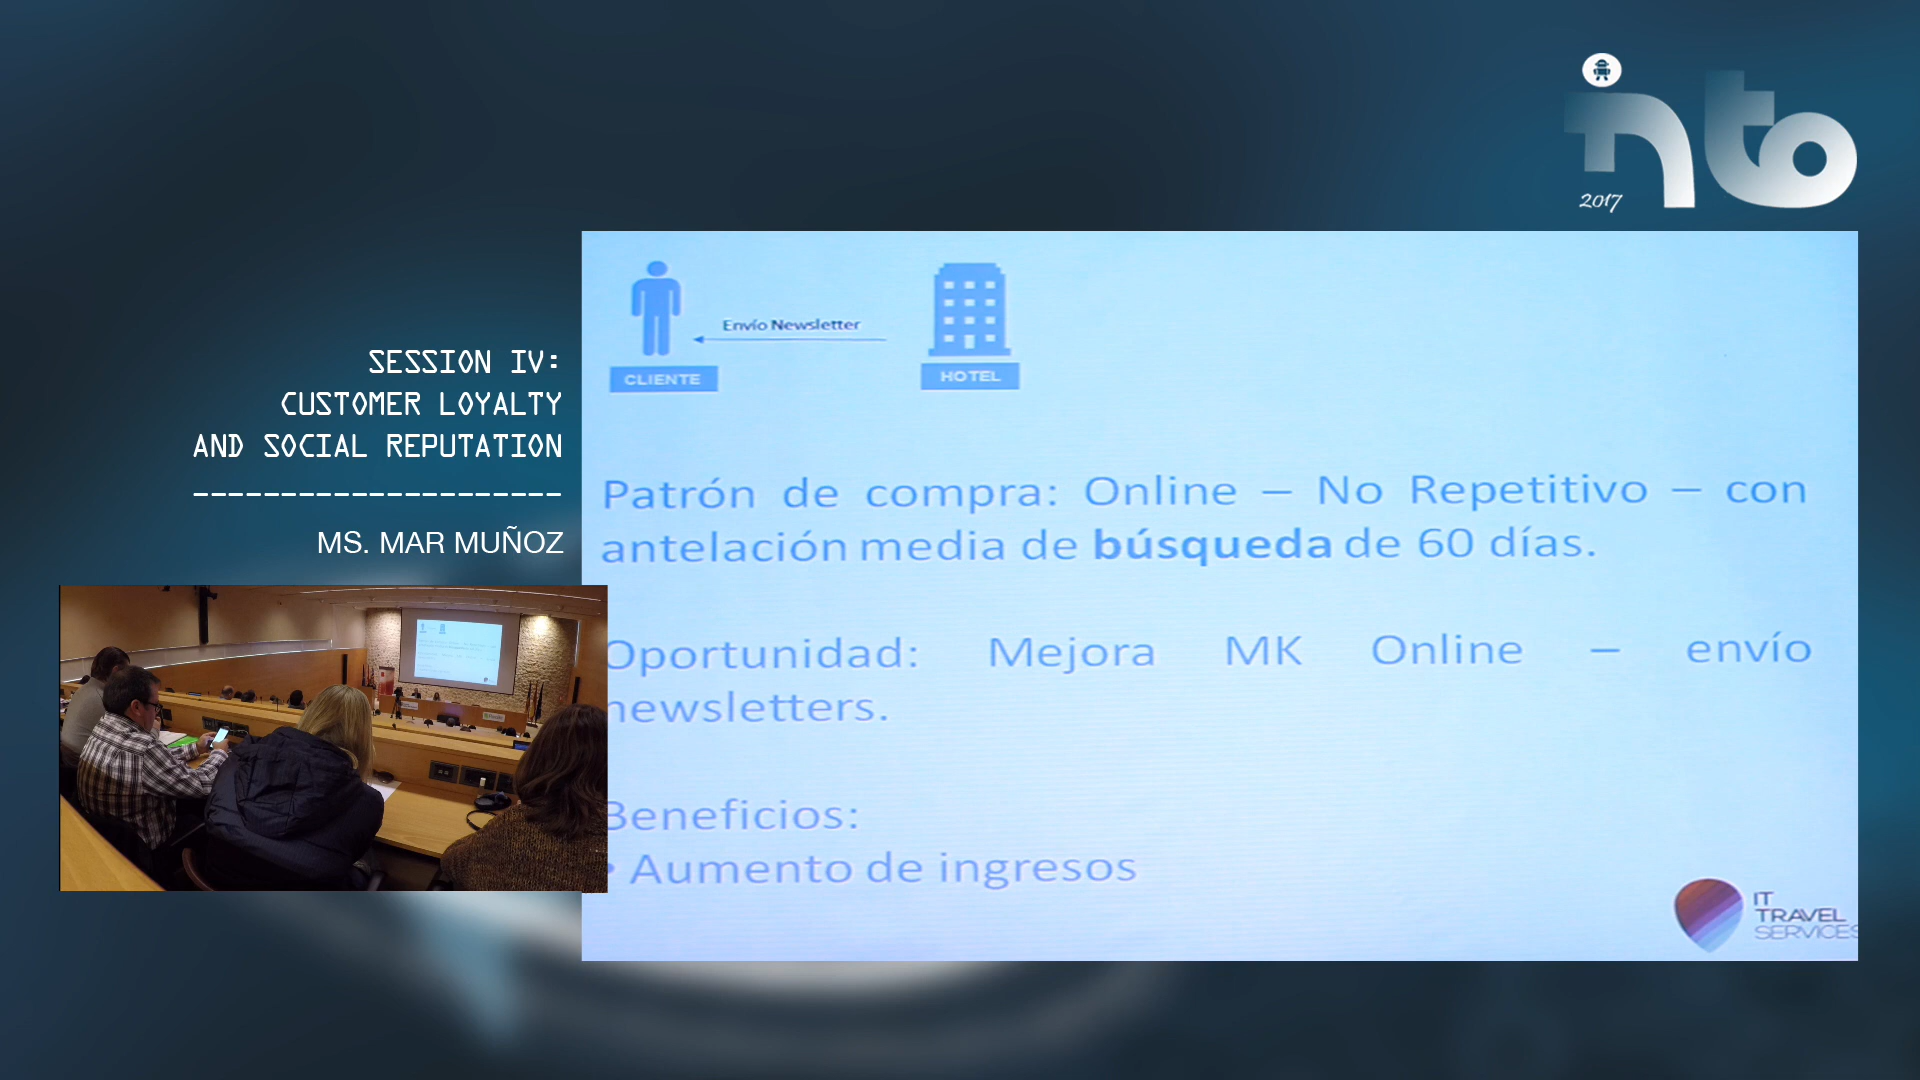 into
2017
SESSION IV:
CUSTOMER LOYALTY
AND SOCIAL REPUTATION
MS. MAR MUÑOZ
Envío Newsletter
CLIENTE
HOTEL
Patrón de compra: Online – No Repetitivo – con
antelación media de búsqueda de 60 días.
Oportunidad: Mejora MK Online – envío
newsletters.
Beneficios:
• Aumento de ingresos
IT
TRAVEL
SERVICES